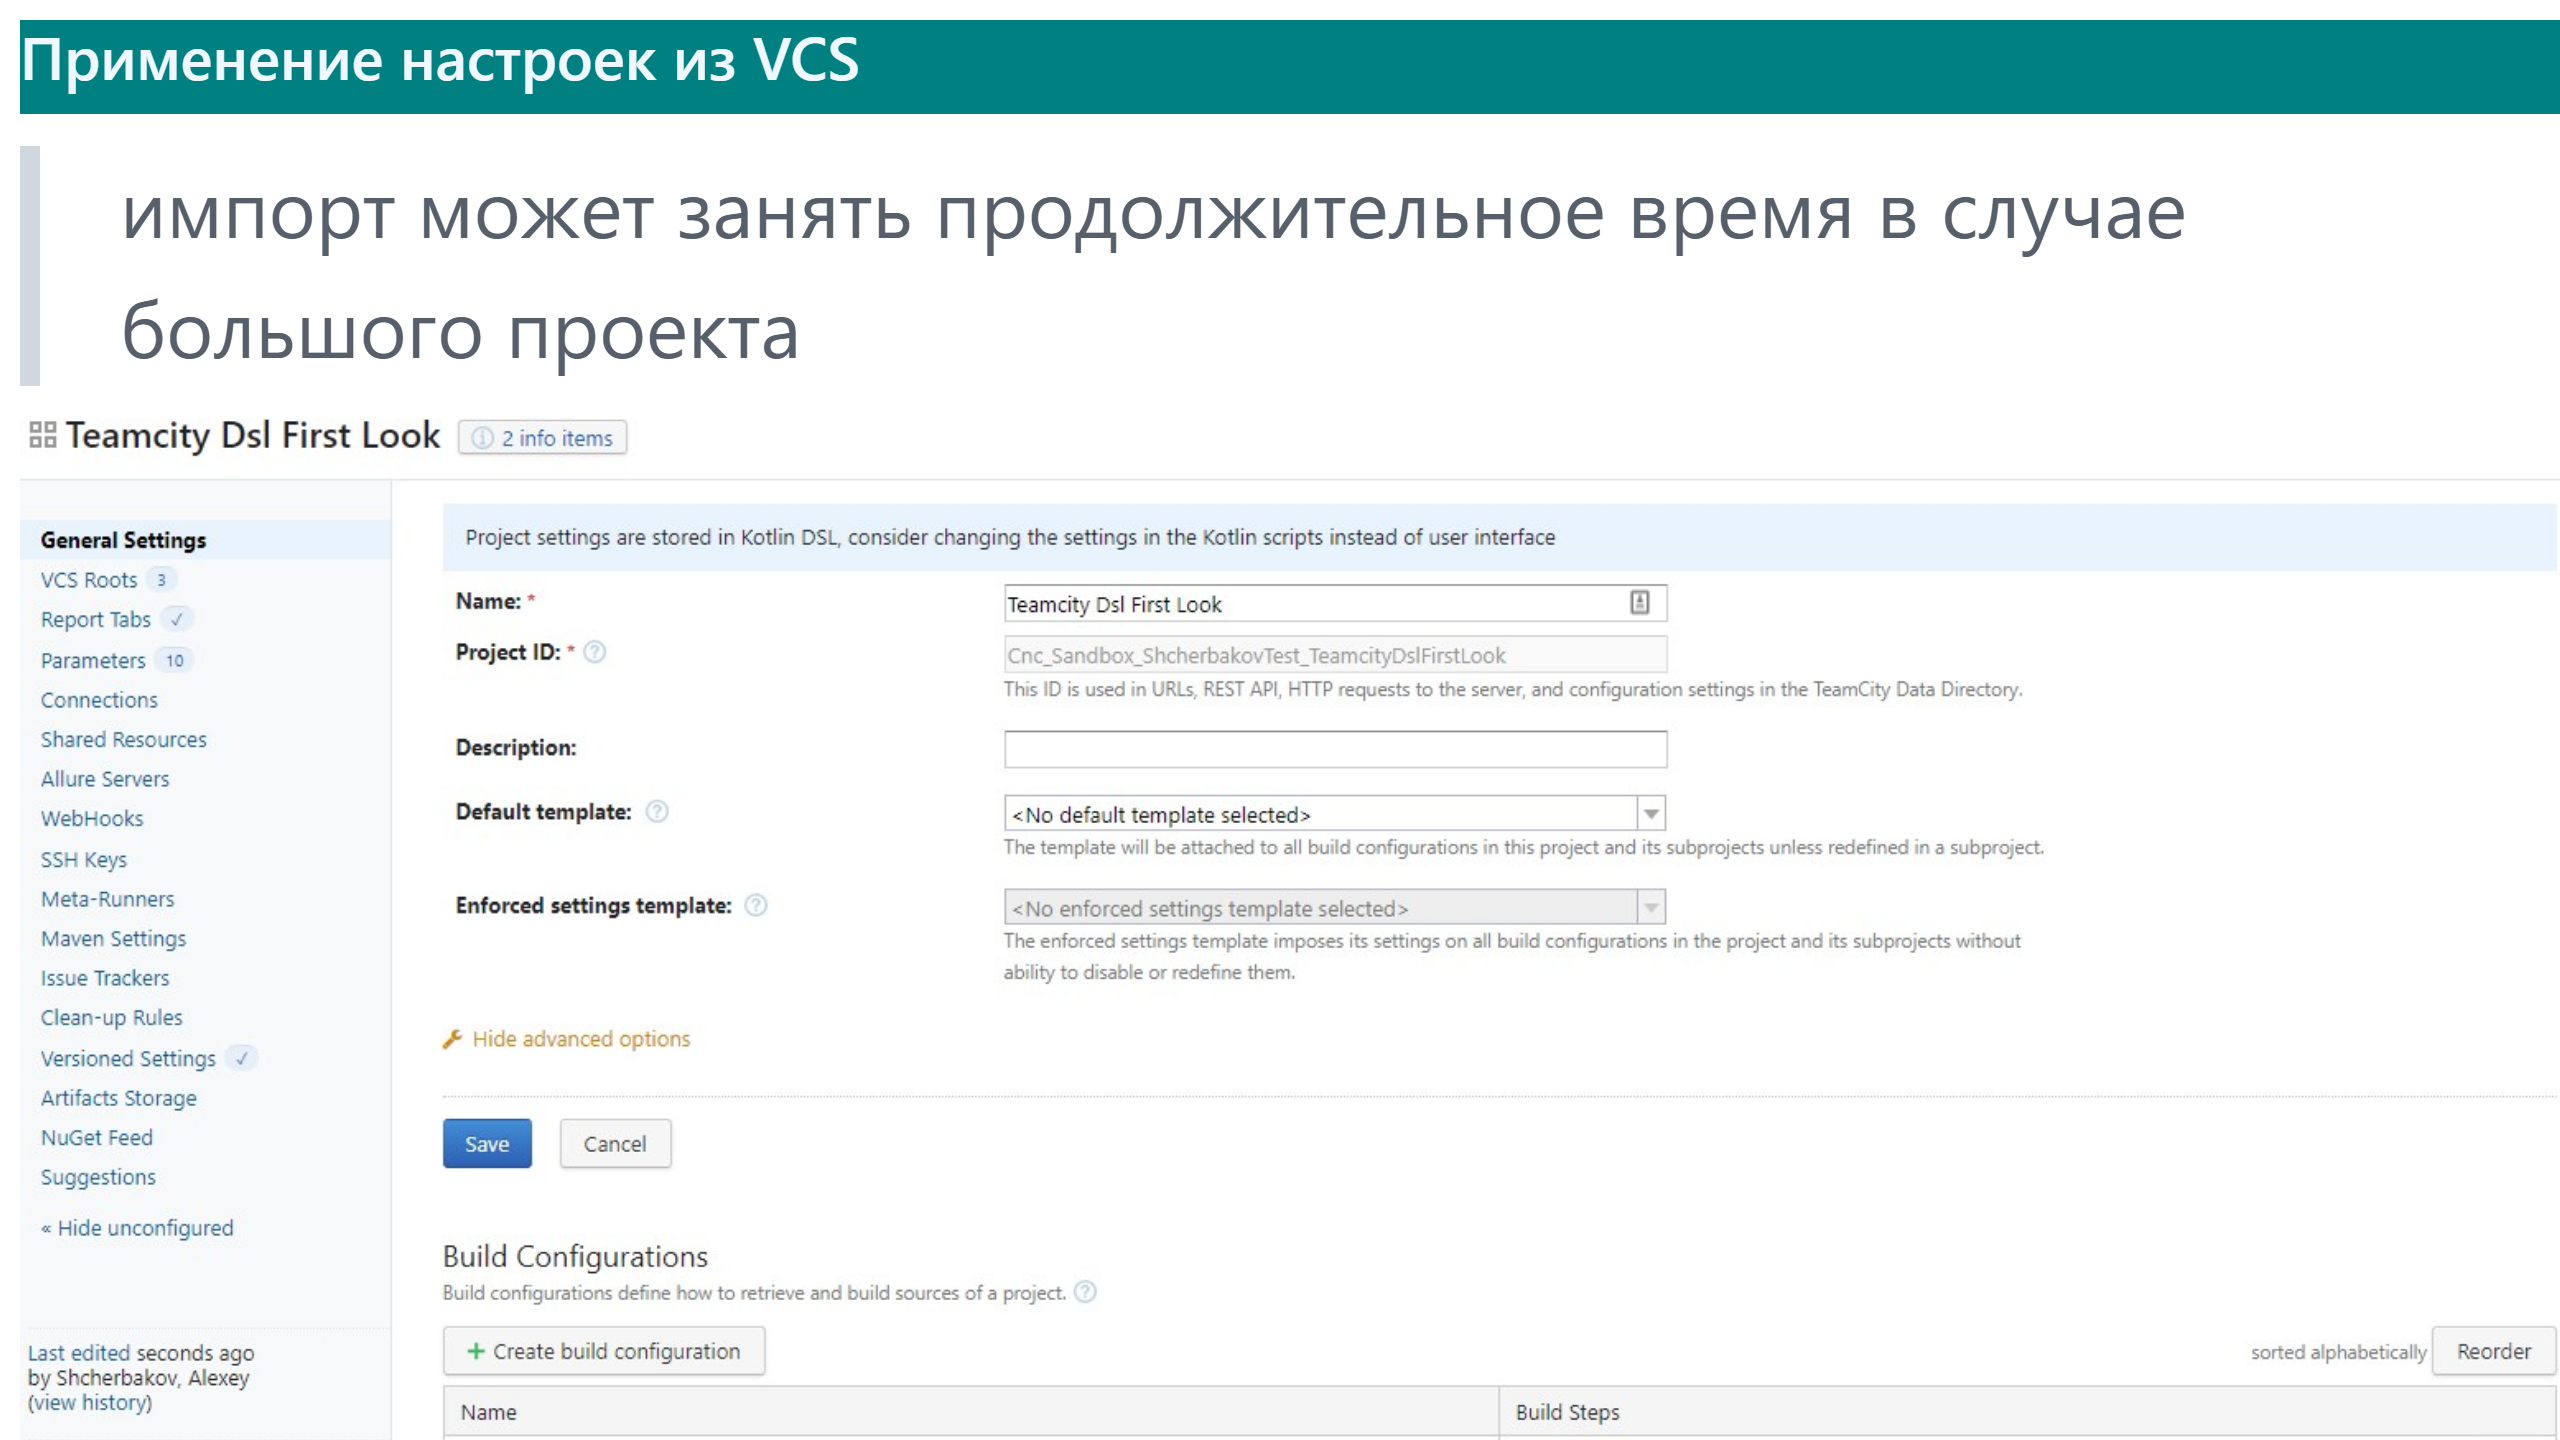 Применение настроек из VCS
импорт может занять продолжительное время в случае
большого проекта
Teamcity Dsl First Look 2 info items
General Settings
VCS Roots 3
Report Tabs ✓
Parameters 10
Connections
Shared Resources
Allure Servers
WebHooks
SSH Keys
Meta-Runners
Maven Settings
Issue Trackers
Clean-up Rules
Versioned Settings ✓
Artifacts Storage
NuGet Feed
Suggestions
« Hide unconfigured
Last edited seconds ago
by Shcherbakov, Alexey
(view history)
Project settings are stored in Kotlin DSL, consider changing the settings in the Kotlin scripts instead of user interface
Name: * Teamcity Dsl First Look
Project ID: * ? Cnc_Sandbox_ShcherbakovTest_TeamcityDslFirstLook
This ID is used in URLs, REST API, HTTP requests to the server, and configuration settings in the TeamCity Data Directory.
Description:
Default template: ? <No default template selected>
The template will be attached to all build configurations in this project and its subprojects unless redefined in a subproject.
Enforced settings template: ? <No enforced settings template selected>
The enforced settings template imposes its settings on all build configurations in the project and its subprojects without
ability to disable or redefine them.
Hide advanced options
Save Cancel
Build Configurations
Build configurations define how to retrieve and build sources of a project. ?
+ Create build configuration sorted alphabetically Reorder
Name Build Steps